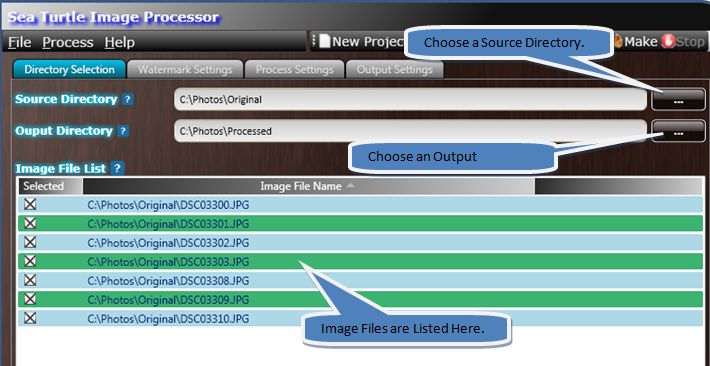 Sea Turtle Image Processor
File Process Help
New Projec
Make Stop
Choose a Source Directory.
Directory Selection Watermark Settings Process Settings Output Settings
Source Directory ? C:\Photos\Original ...
Ouput Directory ? C:\Photos\Processed ...
Choose an Output
Image File List ?
Selected Image File Name
C:\Photos\Original\DSC03300.JPG
C:\Photos\Original\DSC03301.JPG
C:\Photos\Original\DSC03302.JPG
C:\Photos\Original\DSC03303.JPG
C:\Photos\Original\DSC03308.JPG
C:\Photos\Original\DSC03309.JPG
C:\Photos\Original\DSC03310.JPG
Image Files are Listed Here.